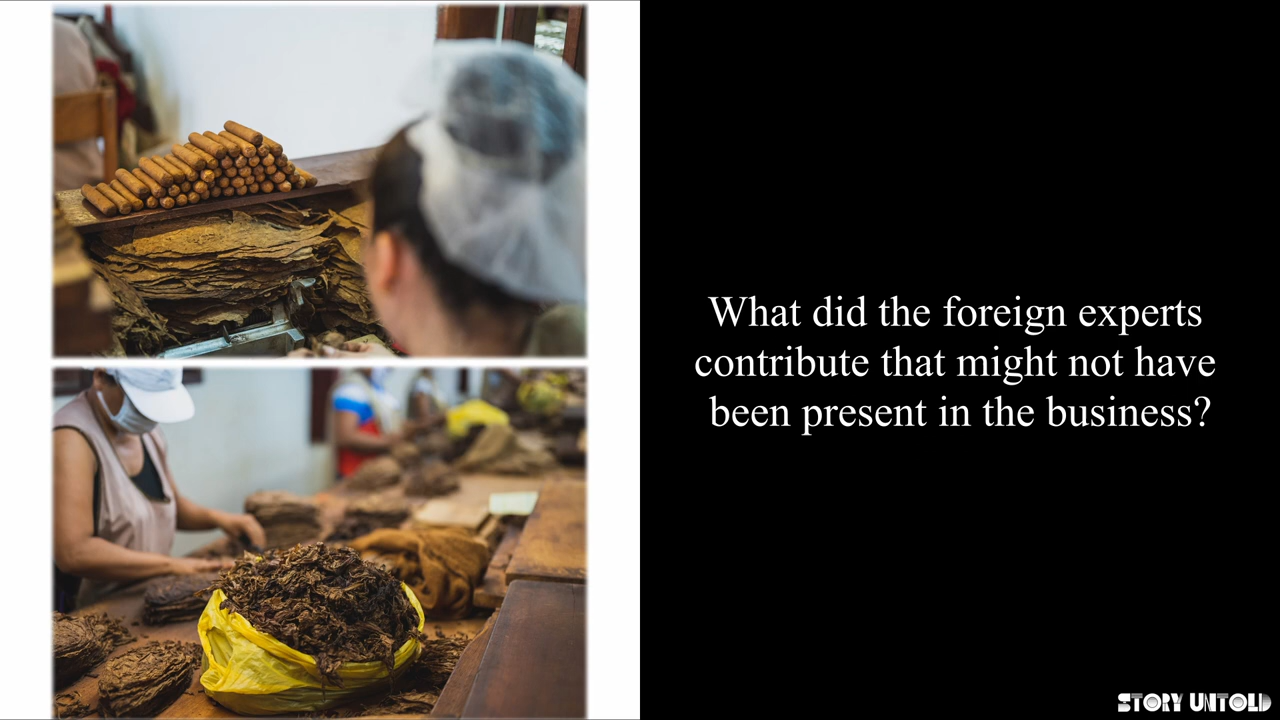 What did the foreign experts
contribute that might not have
been present in the business?
STORY UNTOLD